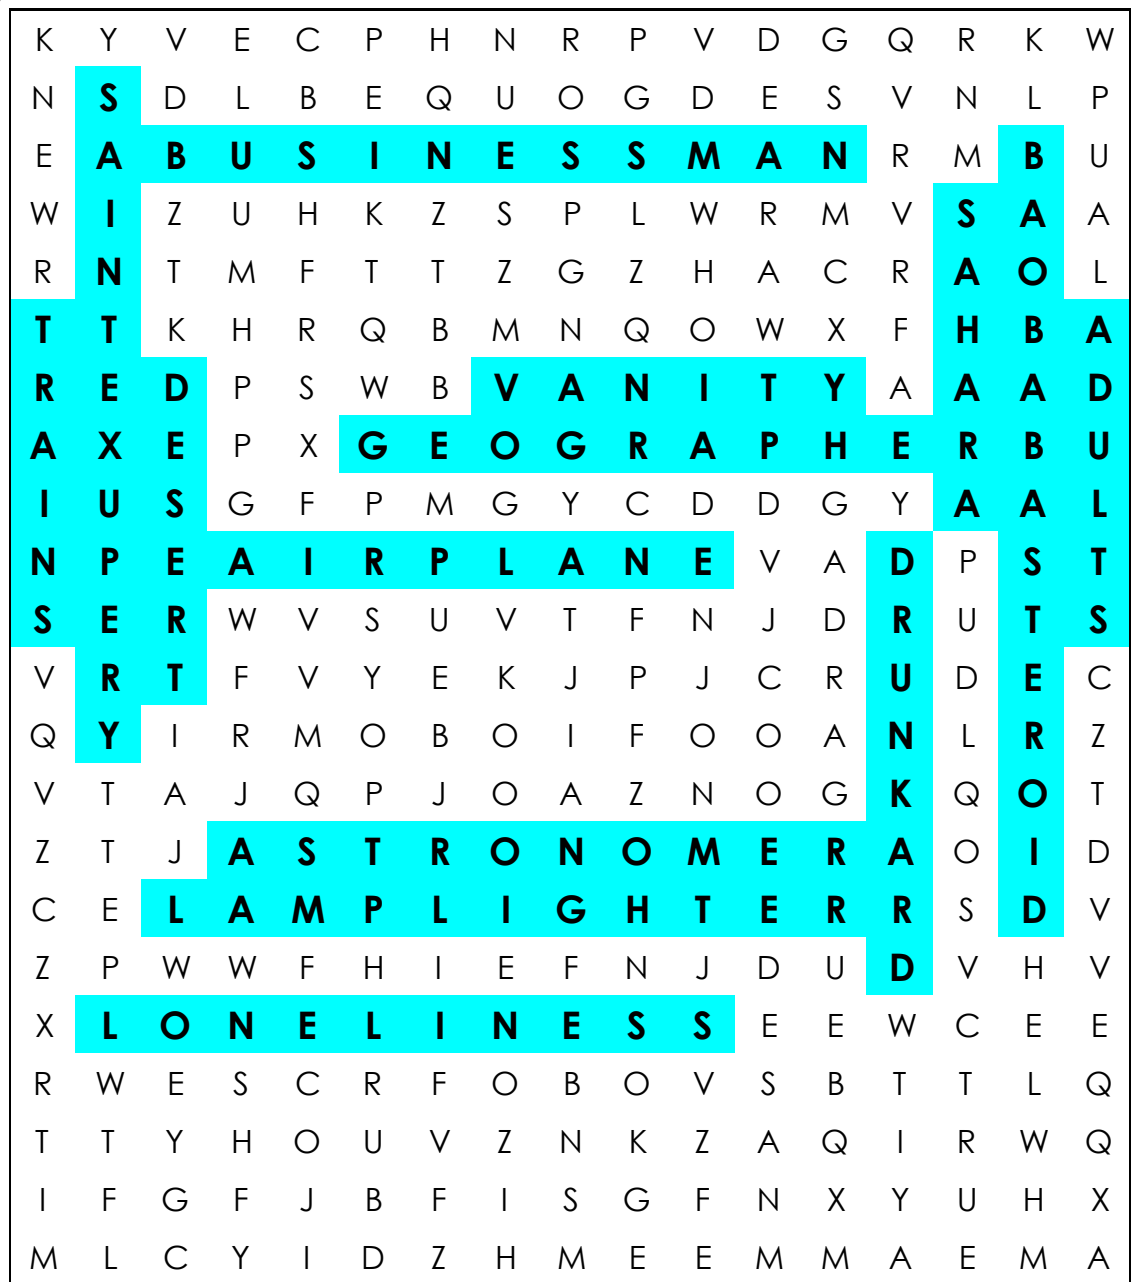 K Y V E C P H N R P V D G Q R K W
N S D L B E Q U O G D E S V N L P
E A B U S I N E S S M A N R M B U
W I Z U H K Z S P L W R M V S A A
R N T M F T T Z G Z H A C R A O L
T T K H R Q B M N Q O W X F H B A
R E D P S W B V A N I T Y A A A D
A X E P X G E O G R A P H E R B U
I U S G F P M G Y C D D G Y A A L
N P E A I R P L A N E V A D P S T
S E R W V S U V T F N J D R U T S
V R T F V Y E K J P J C R U D E C
Q Y I R M O B O I F O O A N L R Z
V T A J Q P J O A Z N O G K Q O T
Z T J A S T R O N O M E R A O I D
C E L A M P L I G H T E R R S D V
Z P W W F H I E F N J D U D V H V
X L O N E L I N E S S E E W C E E
R W E S C R F O B O V S B T T L Q
T T Y H O U V Z N K Z A Q I R W Q
I F G F J B F I S G F N X Y U H X
M L C Y I D Z H M E E M M A E M A